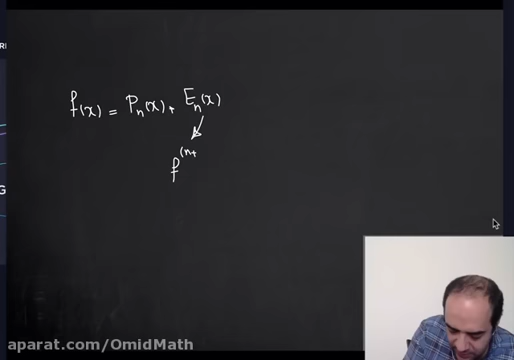 f(x) = Pn(x) + En(x)
f^(n+
aparat.com/OmidMath